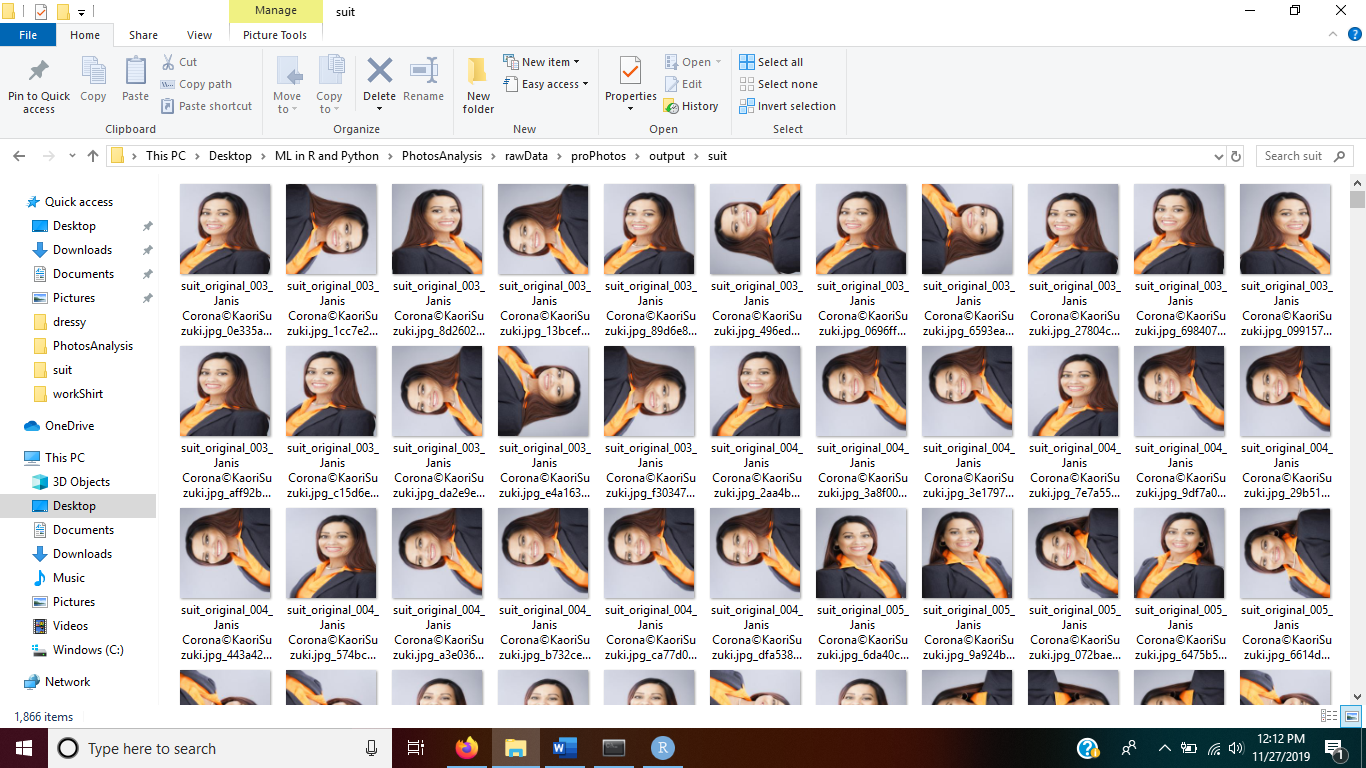 Manage
suit
File
Home
Share
View
Picture Tools
Pin to Quick
access
Copy
Paste
Cut
Copy path
Paste shortcut
Clipboard
Move
to
Copy
to
Delete
Rename
Organize
New
folder
New item
Easy access
New
Properties
Open
Edit
History
Open
Select all
Select none
Invert selection
Select
This PC
Desktop
ML in R and Python
PhotosAnalysis
rawData
proPhotos
output
suit
Search suit
Quick access
Desktop
Downloads
Documents
Pictures
dressy
PhotosAnalysis
suit
workShirt
OneDrive
This PC
3D Objects
Desktop
Documents
Downloads
Music
Pictures
Videos
Windows (C:)
Network
suit_original_003_
Janis
Corona©KaoriSu
zuki.jpg_0e335a...
suit_original_003_
Janis
Corona©KaoriSu
zuki.jpg_1cc7e2...
suit_original_003_
Janis
Corona©KaoriSu
zuki.jpg_8d2602...
suit_original_003_
Janis
Corona©KaoriSu
zuki.jpg_13bcef...
suit_original_003_
Janis
Corona©KaoriSu
zuki.jpg_89d6e8...
suit_original_003_
Janis
Corona©KaoriSu
zuki.jpg_496ed...
suit_original_003_
Janis
Corona©KaoriSu
zuki.jpg_0696ff...
suit_original_003_
Janis
Corona©KaoriSu
zuki.jpg_6593ea...
suit_original_003_
Janis
Corona©KaoriSu
zuki.jpg_27804c...
suit_original_003_
Janis
Corona©KaoriSu
zuki.jpg_698407...
suit_original_003_
Janis
Corona©KaoriSu
zuki.jpg_099157...
suit_original_003_
Janis
Corona©KaoriSu
zuki.jpg_aff92b...
suit_original_003_
Janis
Corona©KaoriSu
zuki.jpg_c15d6e...
suit_original_003_
Janis
Corona©KaoriSu
zuki.jpg_da2e9e...
suit_original_003_
Janis
Corona©KaoriSu
zuki.jpg_e4a163...
suit_original_003_
Janis
Corona©KaoriSu
zuki.jpg_f30347...
suit_original_004_
Janis
Corona©KaoriSu
zuki.jpg_2aa4b...
suit_original_004_
Janis
Corona©KaoriSu
zuki.jpg_3a8f00...
suit_original_004_
Janis
Corona©KaoriSu
zuki.jpg_3e1797...
suit_original_004_
Janis
Corona©KaoriSu
zuki.jpg_7e7a55...
suit_original_004_
Janis
Corona©KaoriSu
zuki.jpg_9df7a0...
suit_original_004_
Janis
Corona©KaoriSu
zuki.jpg_29b51...
suit_original_004_
Janis
Corona©KaoriSu
zuki.jpg_443a42...
suit_original_004_
Janis
Corona©KaoriSu
zuki.jpg_574bc...
suit_original_004_
Janis
Corona©KaoriSu
zuki.jpg_a3e036...
suit_original_004_
Janis
Corona©KaoriSu
zuki.jpg_b732ce...
suit_original_004_
Janis
Corona©KaoriSu
zuki.jpg_ca77d0...
suit_original_004_
Janis
Corona©KaoriSu
zuki.jpg_dfa538...
suit_original_005_
Janis
Corona©KaoriSu
zuki.jpg_6da40c...
suit_original_005_
Janis
Corona©KaoriSu
zuki.jpg_9a924b...
suit_original_005_
Janis
Corona©KaoriSu
zuki.jpg_072bae...
suit_original_005_
Janis
Corona©KaoriSu
zuki.jpg_6475b5...
suit_original_005_
Janis
Corona©KaoriSu
zuki.jpg_6614d...
1,866 items
Type here to search
12:12 PM
11/27/2019
1